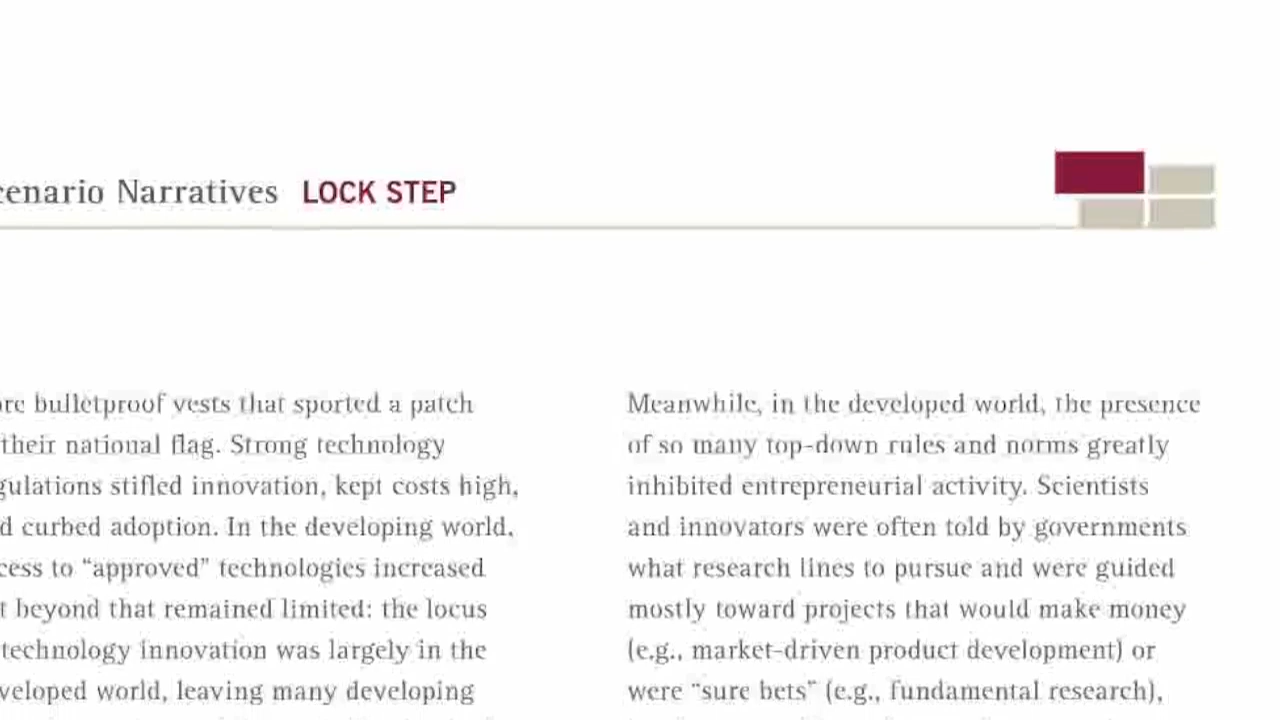 Narratives LOCK STEP
bulletproof vests that sported a patch
their national flag. Strong technology
stifled innovation, kept costs high,
curbed adoption. In the developing world,
to “approved” technologies increased
beyond that remained limited: the locus
technology innovation was largely in the
world, leaving many developing
Meanwhile, in the developed world, the presence
of so many top-down rules and norms greatly
inhibited entrepreneurial activity. Scientists
and innovators were often told by governments
what research lines to pursue and were guided
mostly toward projects that would make money
(e.g., market-driven product development) or
were “sure bets” (e.g., fundamental research),